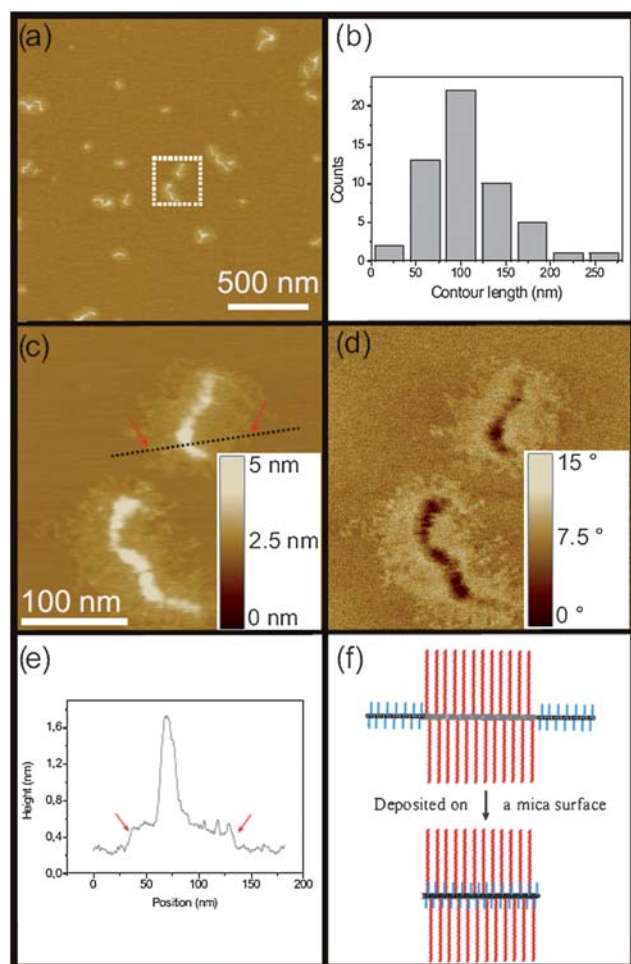 (a)
500 nm
(b)
Counts
20
15
10
5
0
0 50 100 150 200 250
Contour length (nm)
(c)
5 nm
2.5 nm
0 nm
100 nm
(d)
15 °
7.5 °
0 °
(e)
Height (nm)
1,6
1,2
0,8
0,4
0,0
0 50 100 150 200
Position (nm)
(f)
Deposited on a mica surface